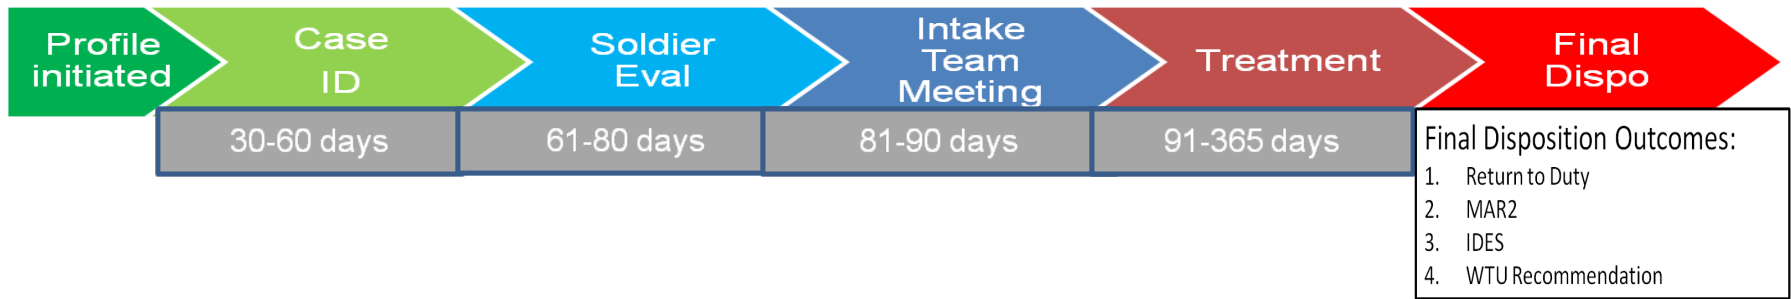 Profile
initiated
Case
ID
Soldier
Eval
Intake
Team
Meeting
Treatment
Final
Dispo
30-60 days
61-80 days
81-90 days
91-365 days
Final Disposition Outcomes:
1. Return to Duty
2. MAR2
3. IDES
4. WTU Recommendation